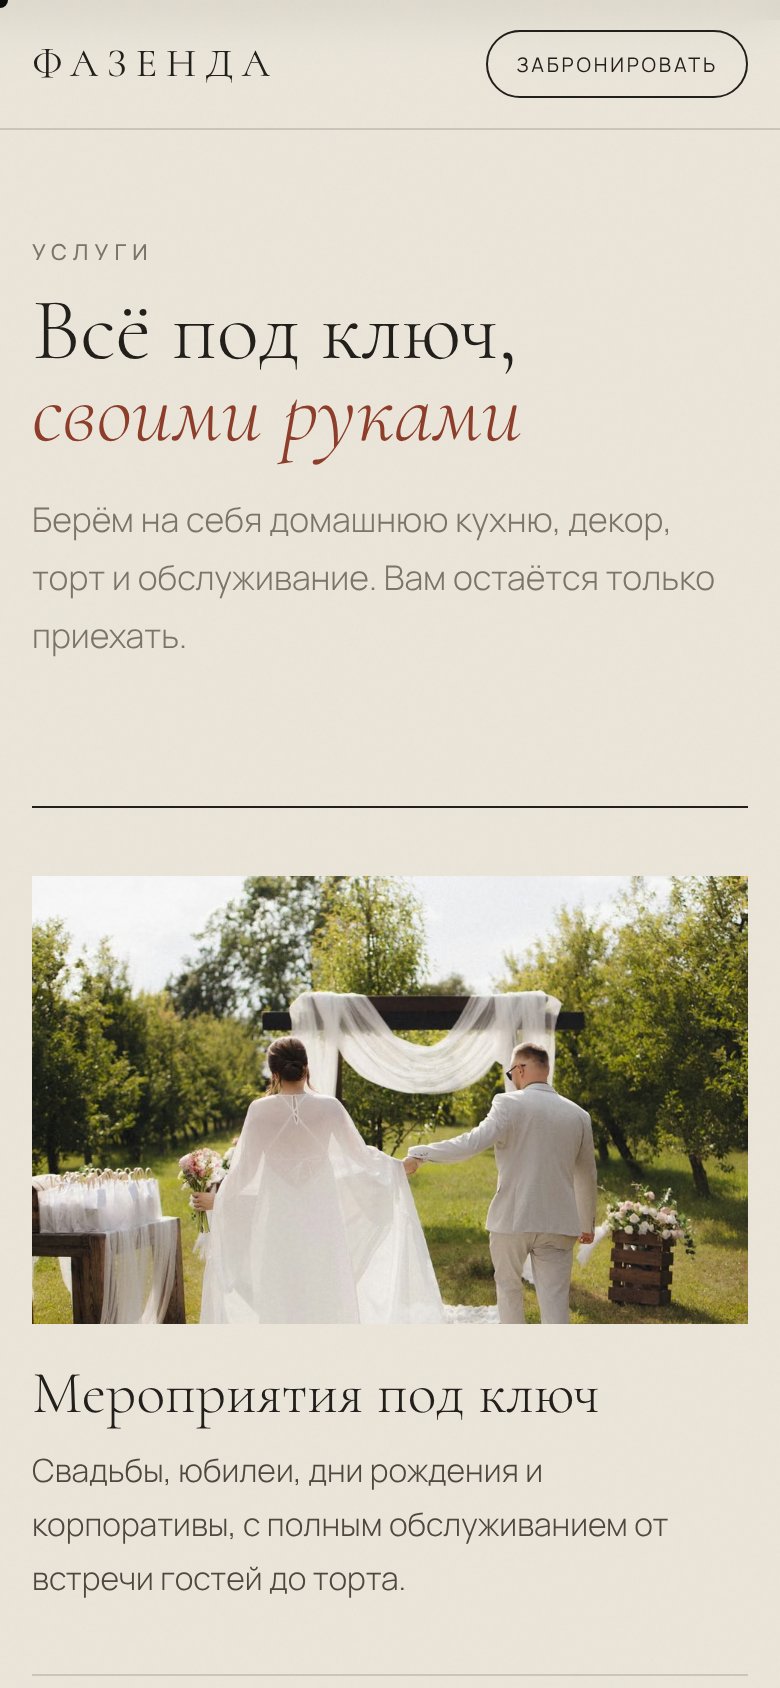 ФАЗЕНДА
ЗАБРОНИРОВАТЬ
УСЛУГИ
Всё под ключ,
своими руками
Берём на себя домашнюю кухню, декор,
торт и обслуживание. Вам остаётся только
приехать.
Мероприятия под ключ
Свадьбы, юбилеи, дни рождения и
корпоративы, с полным обслуживанием от
встречи гостей до торта.